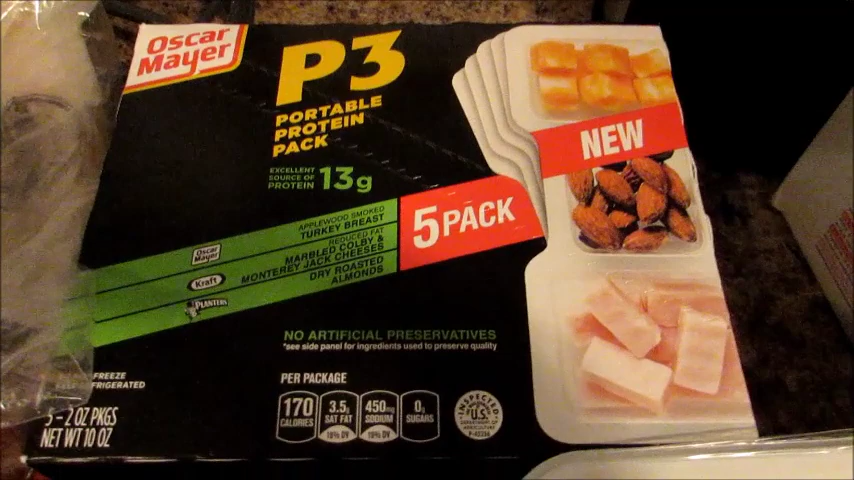 Oscar
Mayer
P3
PORTABLE
PROTEIN
PACK
EXCELLENT
SOURCE OF
PROTEIN 13g
NEW
5 PACK
Oscar
Mayer
APPLEWOOD SMOKED
TURKEY BREAST
Kraft
REDUCED FAT
MARBLED COLBY &
MONTEREY JACK CHEESES
PLANTERS
DRY ROASTED
ALMONDS
NO ARTIFICIAL PRESERVATIVES
*see side panel for ingredients used to preserve quality
FREEZE
REFRIGERATED
5 - 2 OZ PKGS
NET WT 10 OZ
PER PACKAGE
170
CALORIES
3.5g
SAT FAT
18% DV
450mg
SODIUM
19% DV
0g
SUGARS
INSPECTED
U.S.
DEPARTMENT OF
AGRICULTURE